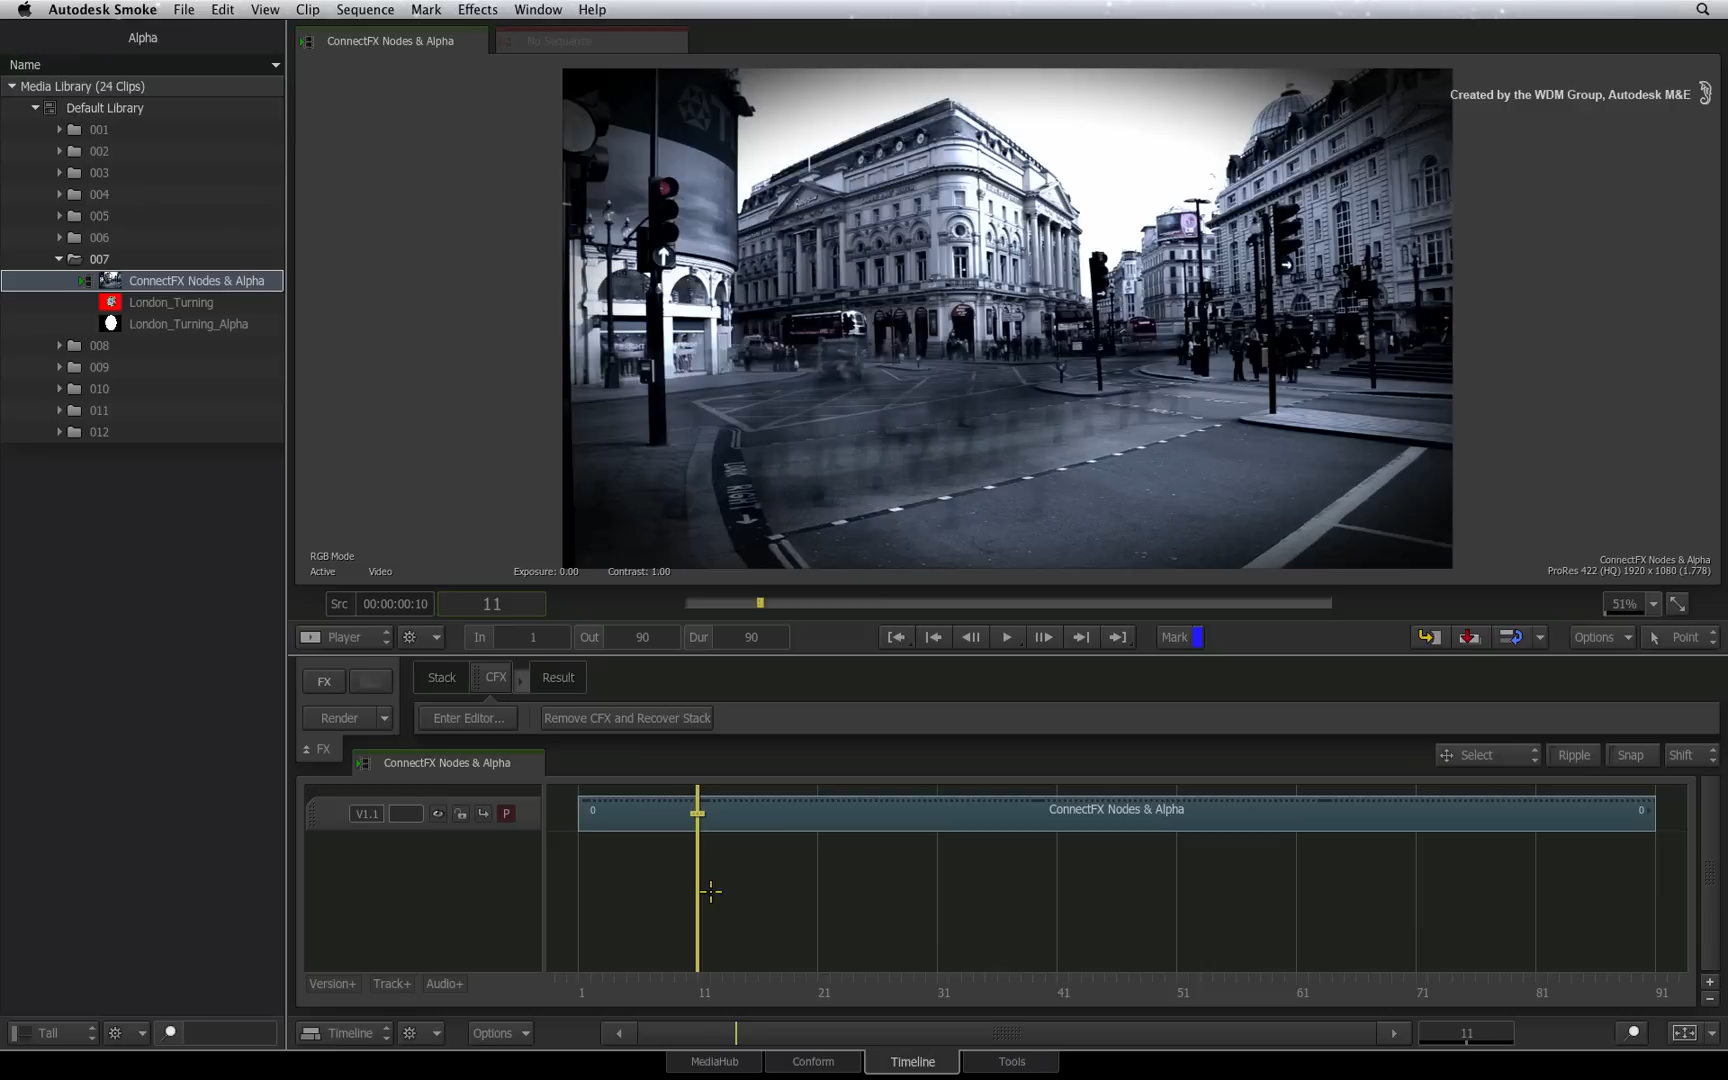 Autodesk Smoke File Edit View Clip Sequence Mark Effects Window Help
Alpha
ConnectFX Nodes & Alpha
No Sequence
Name
Media Library (24 Clips)
Default Library
001
002
003
004
005
006
007
ConnectFX Nodes & Alpha
London_Turning
London_Turning_Alpha
008
009
010
011
012
Created by the WDM Group, Autodesk M&E
LOOK RIGHT
RGB Mode
Active Video Exposure: 0.00 Contrast: 1.00
ConnectFX Nodes & Alpha
ProRes 422 (HQ) 1920 x 1080 (1.778)
Src 00:00:00:10 11 51%
Player In 1 Out 90 Dur 90 Mark Options Point
FX Stack CFX Result
Render Enter Editor... Remove CFX and Recover Stack
FX
ConnectFX Nodes & Alpha
Select Ripple Snap Shift
V1.1 P 0 ConnectFX Nodes & Alpha 0
Version+ Track+ Audio+
1 11 21 31 41 51 61 71 81 91
Tall Timeline Options 11
MediaHub Conform Timeline Tools